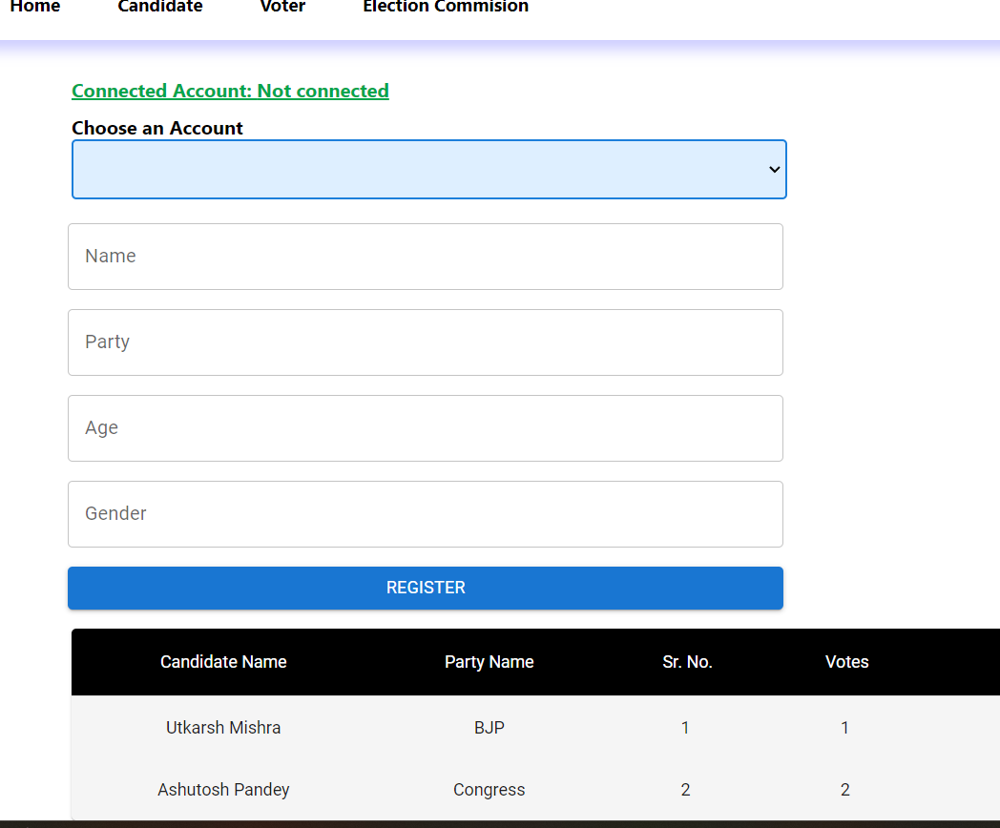 Home Candidate Voter Election Commision
Connected Account: Not connected
Choose an Account
Name
Party
Age
Gender
REGISTER
Candidate Name Party Name Sr. No. Votes
Utkarsh Mishra BJP 1 1
Ashutosh Pandey Congress 2 2